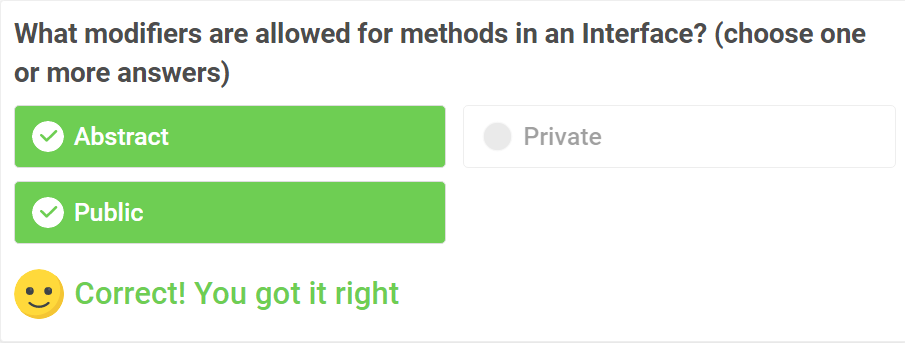 What modifiers are allowed for methods in an Interface? (choose one
or more answers)
Abstract
Private
Public
Correct! You got it right